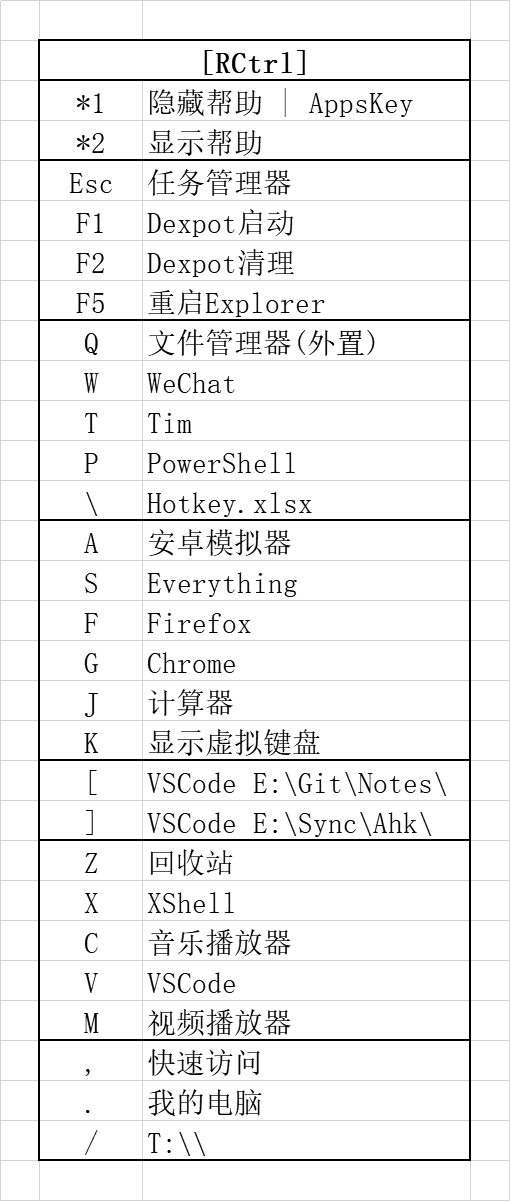 [RCtrl]
*1 隐藏帮助 | AppsKey
*2 显示帮助
Esc 任务管理器
F1 Dexpot启动
F2 Dexpot清理
F5 重启Explorer
Q 文件管理器(外置)
W WeChat
T Tim
P PowerShell
\ Hotkey.xlsx
A 安卓模拟器
S Everything
F Firefox
G Chrome
J 计算器
K 显示虚拟键盘
[ VSCode E:\Git\Notes\
] VSCode E:\Sync\Ahk\
Z 回收站
X XShell
C 音乐播放器
V VSCode
M 视频播放器
, 快速访问
. 我的电脑
/ T:\\